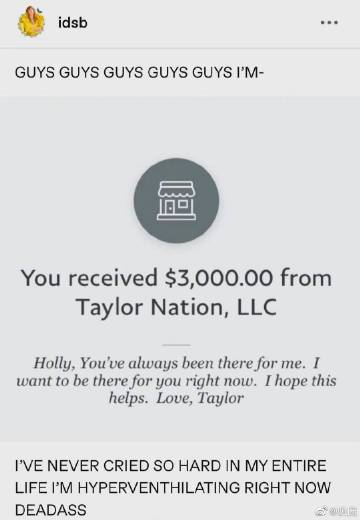 idsb
GUYS GUYS GUYS GUYS GUYS I'M-
You received $3,000.00 from
Taylor Nation, LLC
Holly, You've always been there for me. I
want to be there for you right now. I hope this
helps. Love, Taylor
I'VE NEVER CRIED SO HARD IN MY ENTIRE
LIFE I'M HYPERVENTHILATING RIGHT NOW
DEADASS